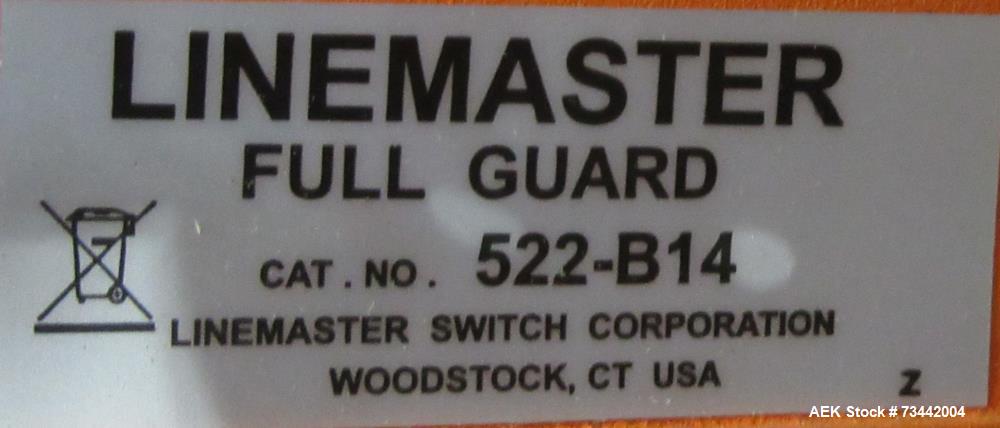 LINEMASTER
FULL GUARD
CAT. NO. 522-B14
LINEMASTER SWITCH CORPORATION
WOODSTOCK, CT USA
Z
AEK Stock # 73442004